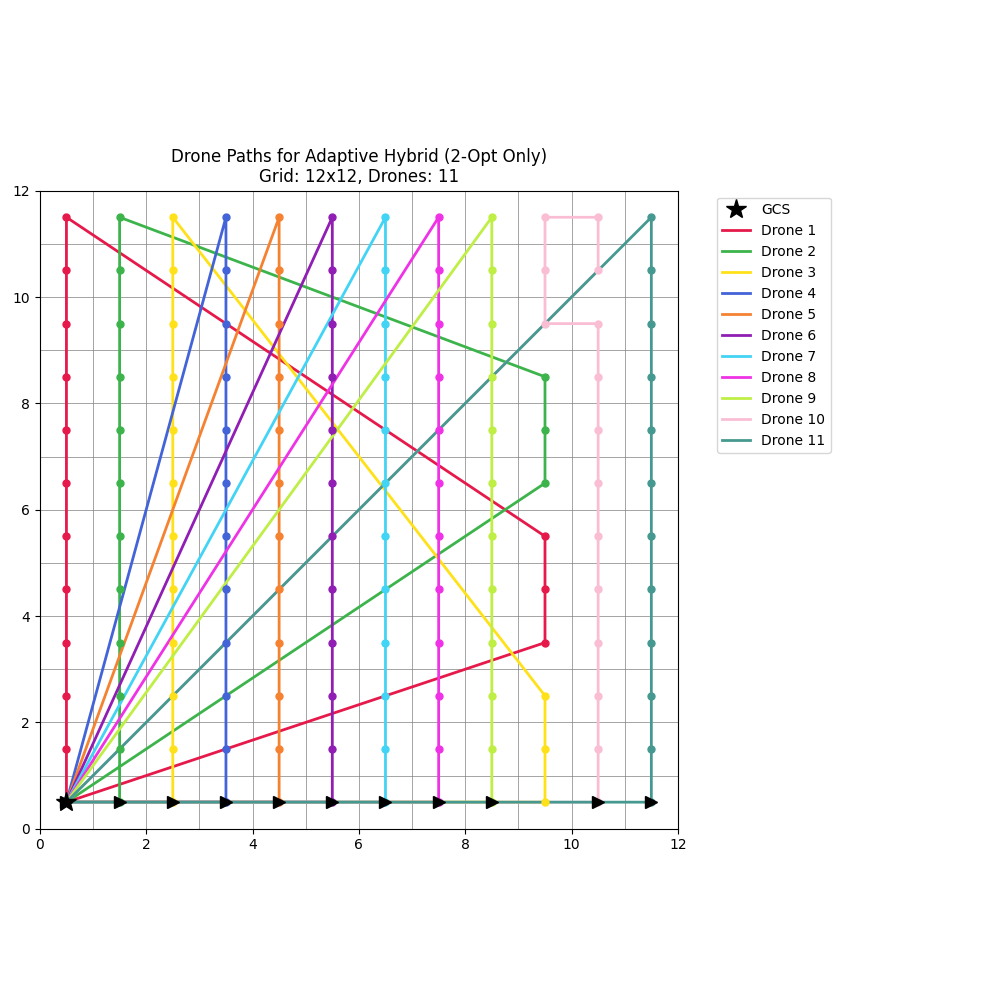 Drone Paths for Adaptive Hybrid (2-Opt Only)
Grid: 12x12, Drones: 11
12
10
8
6
4
2
0
0 2 4 6 8 10 12
GCS
Drone 1
Drone 2
Drone 3
Drone 4
Drone 5
Drone 6
Drone 7
Drone 8
Drone 9
Drone 10
Drone 11